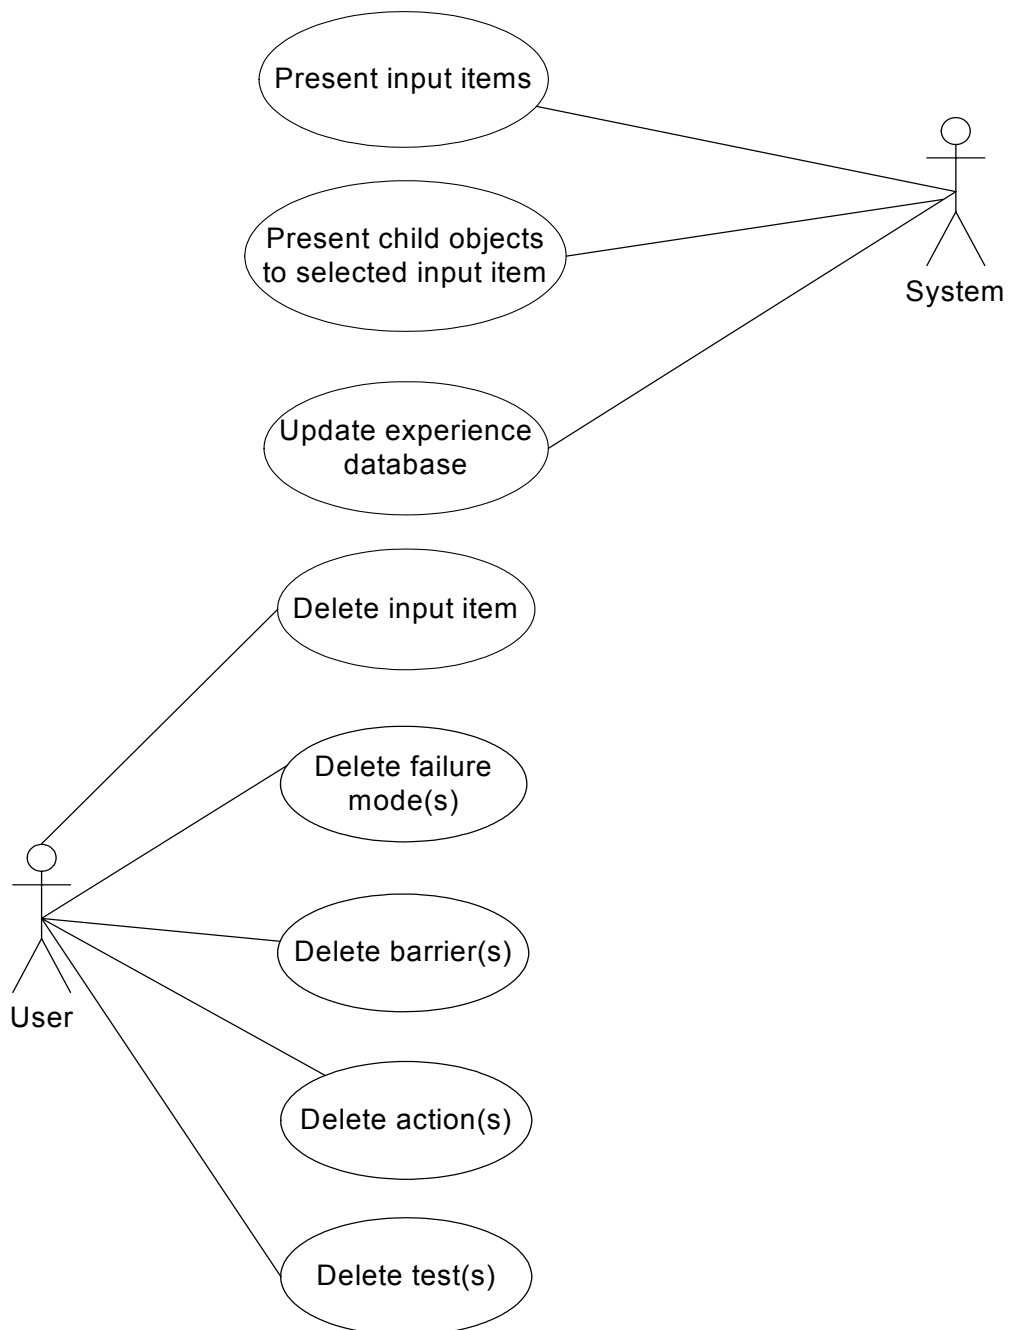 Present input items
Present child objects
to selected input item
System
Update experience
database
Delete input item
Delete failure
mode(s)
Delete barrier(s)
User
Delete action(s)
Delete test(s)